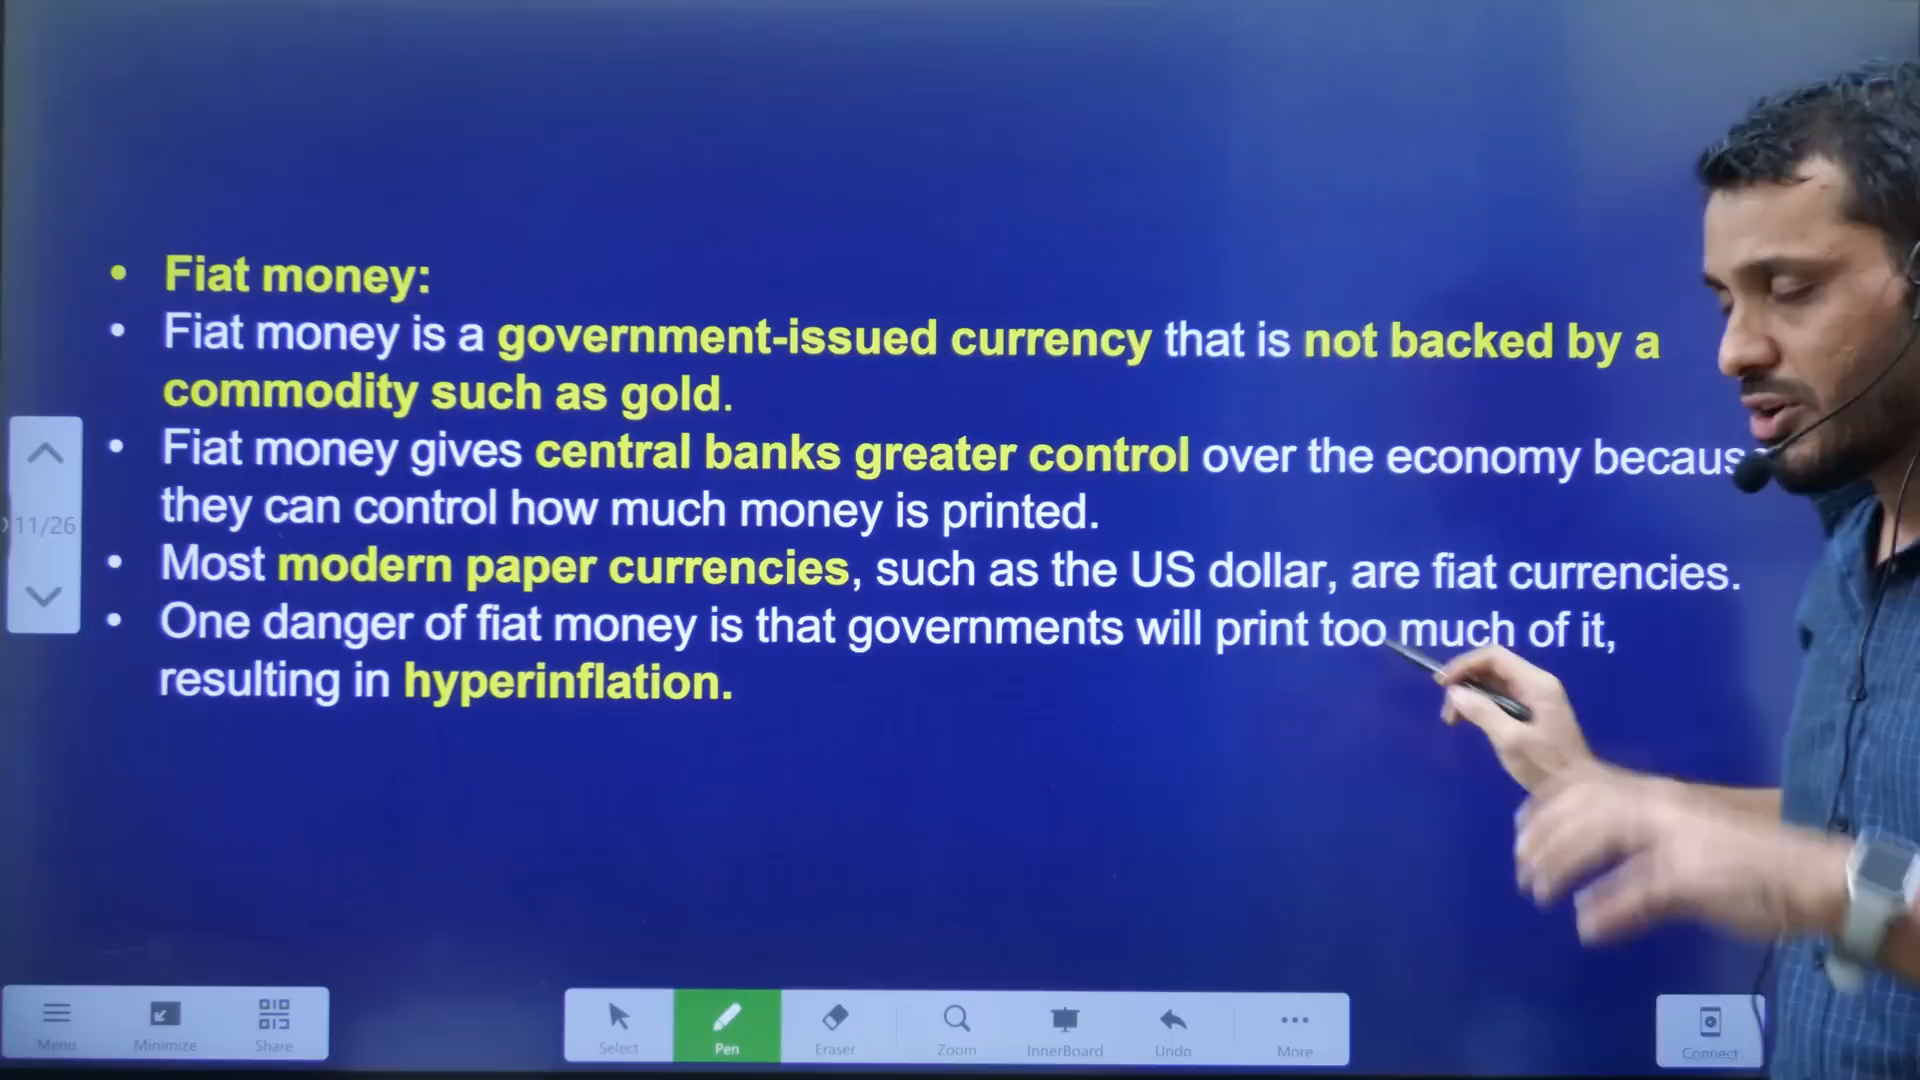 • Fiat money:
• Fiat money is a government-issued currency that is not backed by a
commodity such as gold.
• Fiat money gives central banks greater control over the economy
they can control how much money is printed.
• Most modern paper currencies, such as the US dollar, are fiat currencies.
• One danger of fiat money is that governments will print too much of it,
resulting in hyperinflation.
11/26
Menu
Minimize
Share
Select
Pen
Eraser
Zoom
InnerBoard
Undo
More
Connect